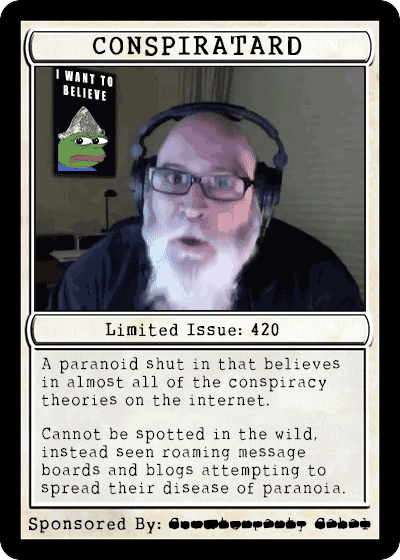 CONSPIRATARD
I WANT TO
BELIEVE
Limited Issue: 420
A paranoid shut in that believes
in almost all of the conspiracy
theories on the internet.
Cannot be spotted in the wild,
instead seen roaming message
boards and blogs attempting to
spread their disease of paranoia.
Sponsored By: